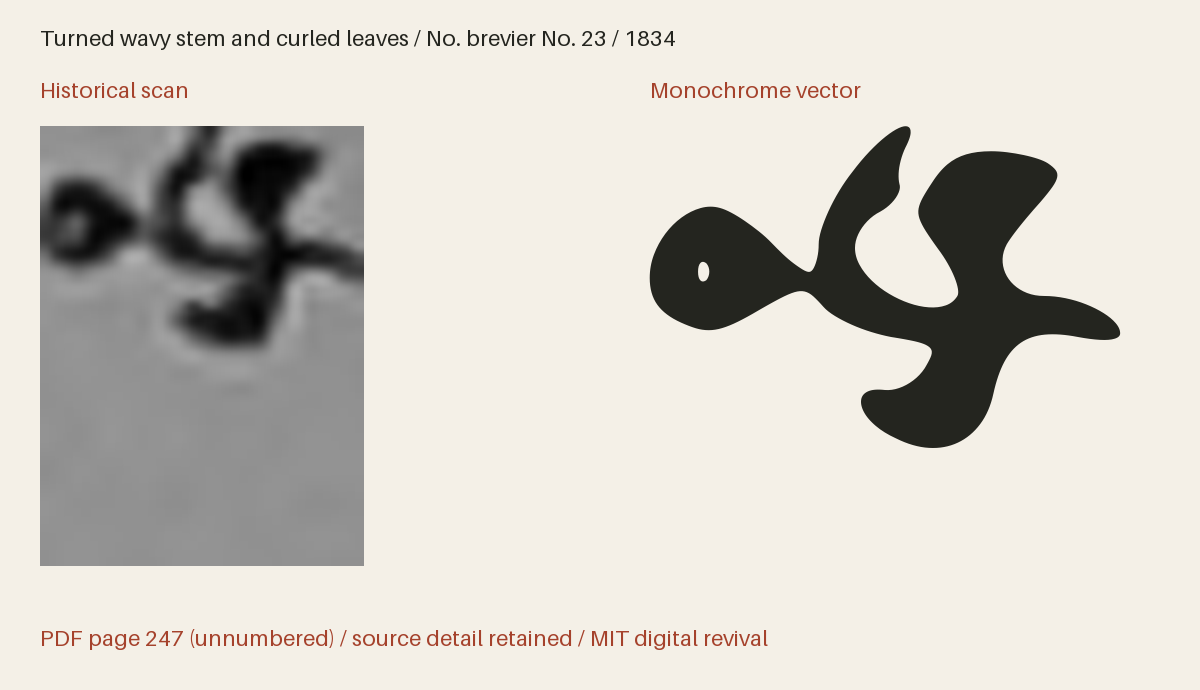 Turned wavy stem and curled leaves / No. brevier No. 23 / 1834
Historical scan
Monochrome vector
PDF page 247 (unnumbered) / source detail retained / MIT digital revival